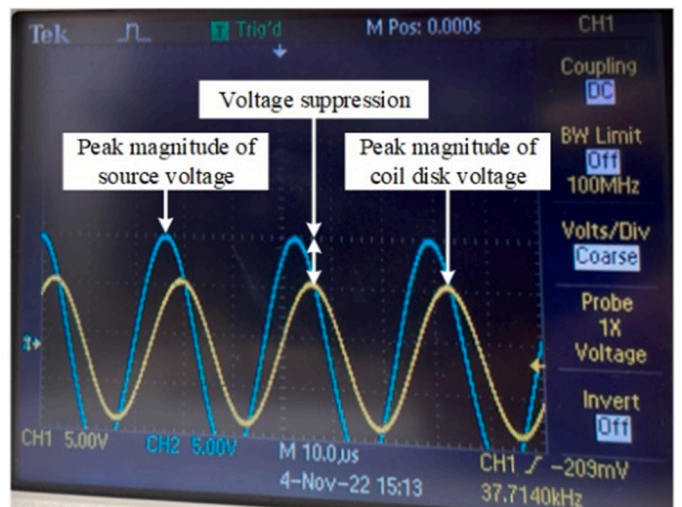 Tek
Trig'd
M Pos: 0.000s
CH1
Coupling
DC
BW Limit
Off
100MHz
Volts/Div
Coarse
Probe
1X
Voltage
Invert
Off
Voltage suppression
Peak magnitude of
source voltage
Peak magnitude of
coil disk voltage
CH1 5.00V
CH2 5.00V
M 10.0µs
CH1 / -209mV
4-Nov-22 15:13
37.7140kHz